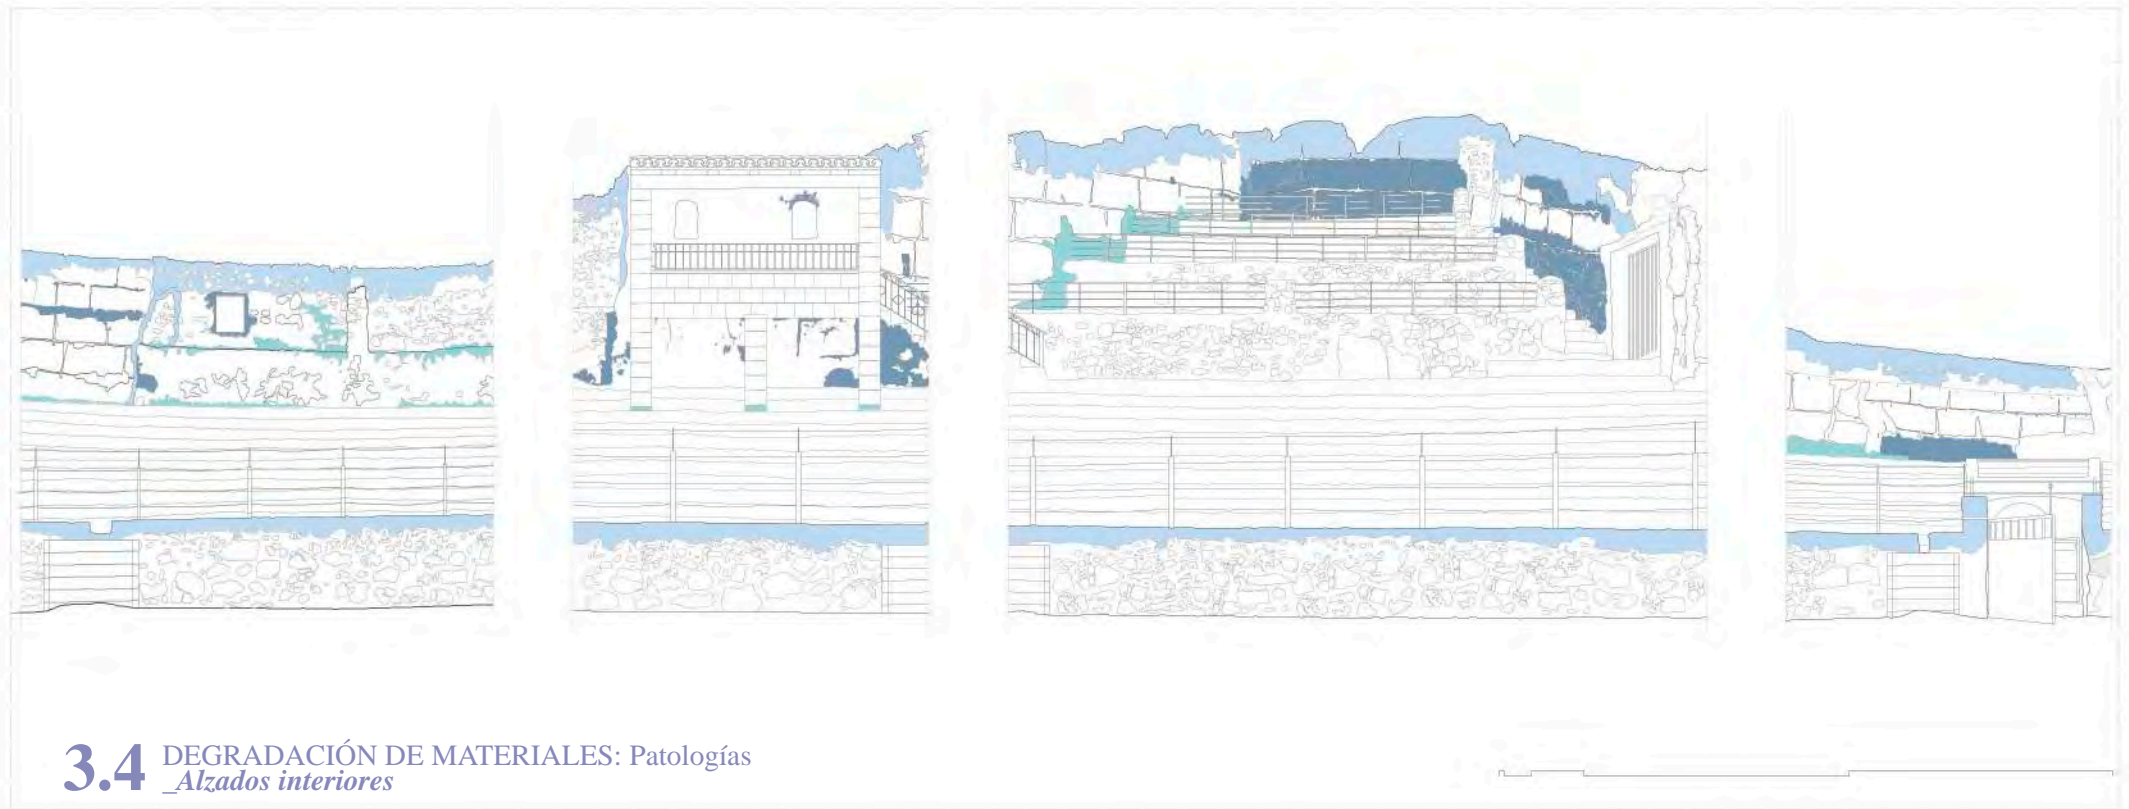 3.4 DEGRADACIÓN DE MATERIALES: Patologías
_Alzados interiores